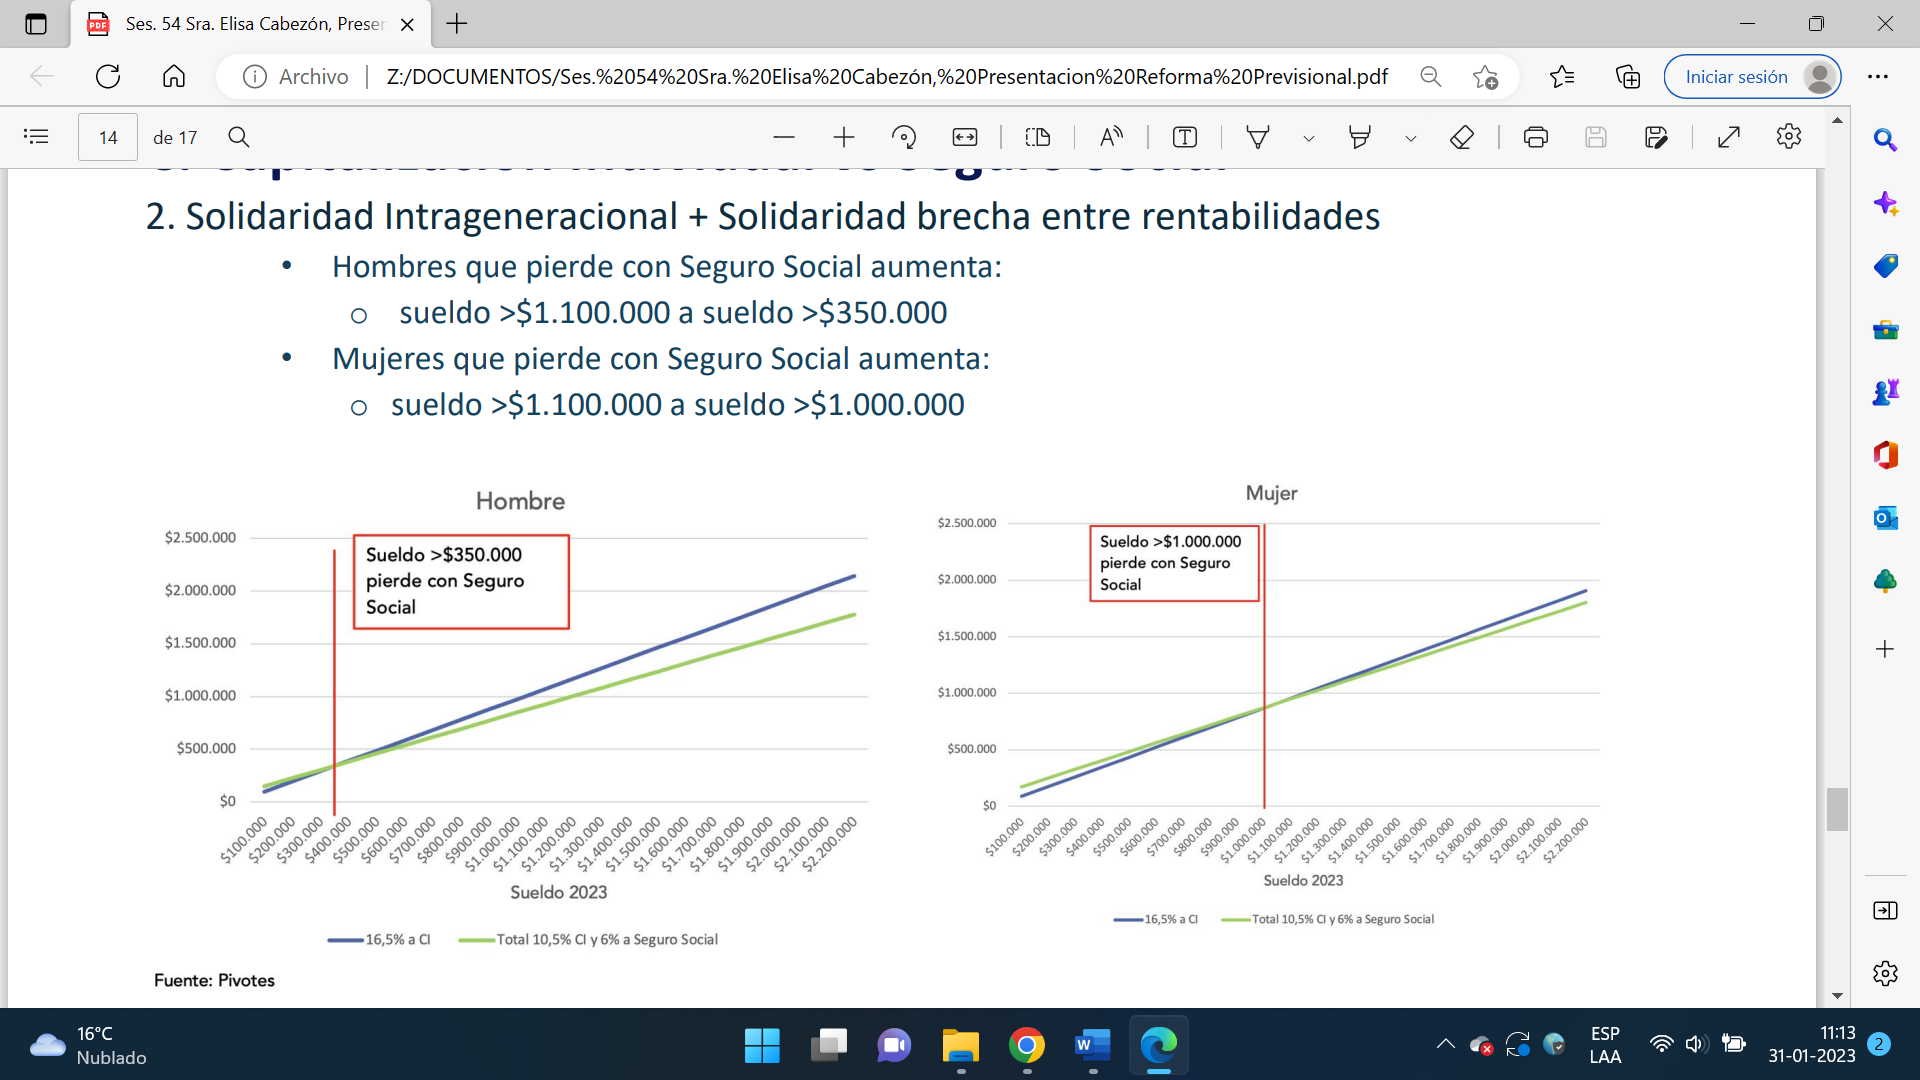 Ses. 54 Sra. Elisa Cabezón, Preser
Archivo
Z:/DOCUMENTOS/Ses.%2054%20Sra.%20Elisa%20Cabezón,%20Presentacion%20Reforma%20Previsional.pdf
Iniciar sesión
14 de 17
2. Solidaridad Intrageneracional + Solidaridad brecha entre rentabilidades
• Hombres que pierde con Seguro Social aumenta:
o sueldo >$1.100.000 a sueldo >$350.000
• Mujeres que pierde con Seguro Social aumenta:
o sueldo >$1.100.000 a sueldo >$1.000.000
Hombre
$2.500.000
$2.000.000
$1.500.000
$1.000.000
$500.000
$0
Sueldo >$350.000
pierde con Seguro
Social
$100.000
$200.000
$300.000
$400.000
$500.000
$600.000
$700.000
$800.000
$900.000
$1.000.000
$1.100.000
$1.200.000
$1.300.000
$1.400.000
$1.500.000
$1.600.000
$1.700.000
$1.800.000
$1.900.000
$2.000.000
$2.100.000
$2.200.000
Sueldo 2023
16,5% a CI
Total 10,5% CI y 6% a Seguro Social
Mujer
$2.500.000
$2.000.000
$1.500.000
$1.000.000
$500.000
$0
Sueldo >$1.000.000
pierde con Seguro
Social
$100.000
$200.000
$300.000
$400.000
$500.000
$600.000
$700.000
$800.000
$900.000
$1.000.000
$1.100.000
$1.200.000
$1.300.000
$1.400.000
$1.500.000
$1.600.000
$1.700.000
$1.800.000
$1.900.000
$2.000.000
$2.100.000
$2.200.000
Sueldo 2023
16,5% a CI
Total 10,5% CI y 6% a Seguro Social
Fuente: Pivotes
16°C
Nublado
ESP
LAA
11:13
31-01-2023
2